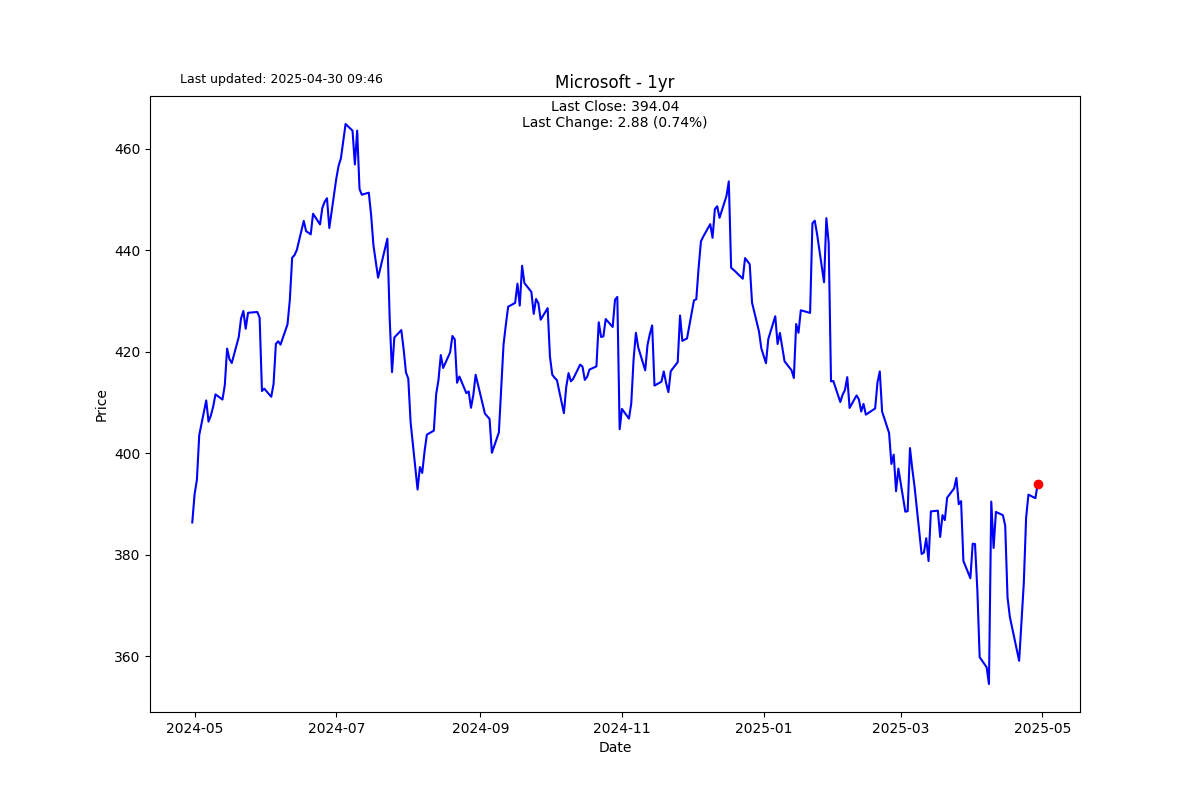 Last updated: 2025-04-30 09:46
Microsoft - 1yr
Last Close: 394.04
Last Change: 2.88 (0.74%)
460
440
420
400
380
360
Price
2024-05
2024-07
2024-09
2024-11
2025-01
2025-03
2025-05
Date